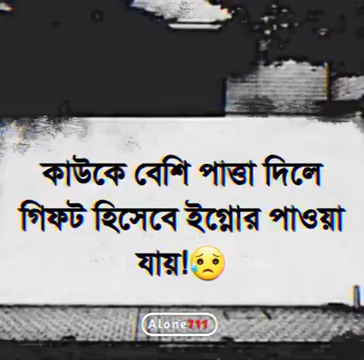 কাউকে বেশি পাত্তা দিলে
গিফট হিসেবে ইগ্নোর পাওয়া
যায়!😥
Alone711